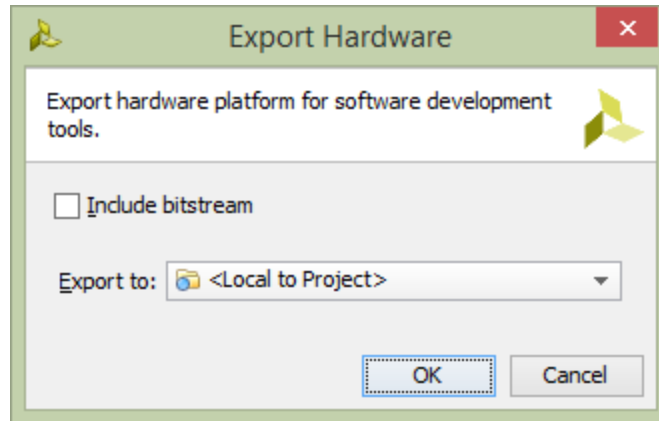 Export Hardware
Export hardware platform for software development
tools.
Include bitstream
Export to: <Local to Project>
OK Cancel